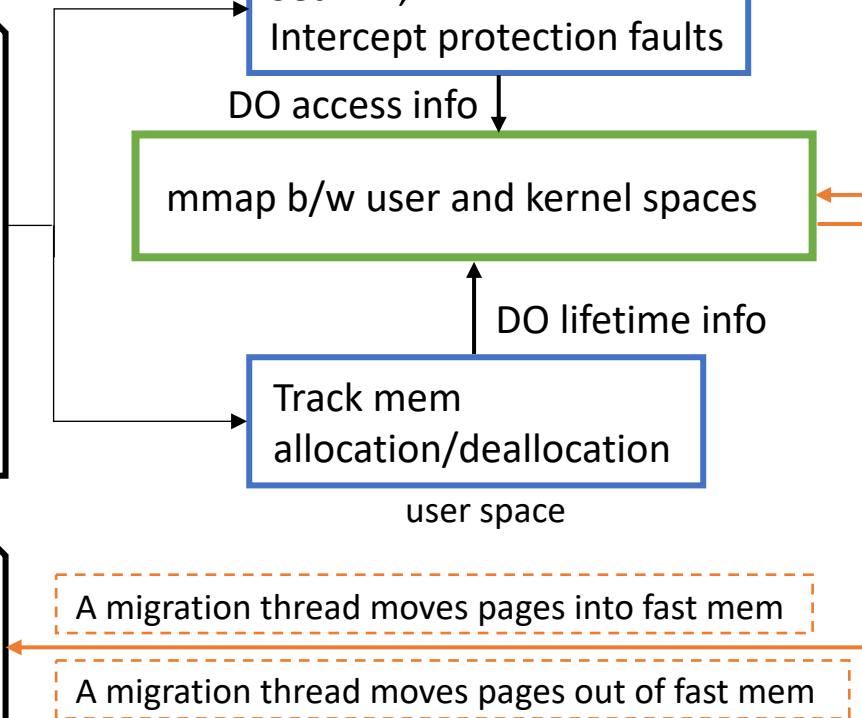 Intercept protection faults
DO access info
mmap b/w user and kernel spaces
DO lifetime info
Track mem
allocation/deallocation
user space
A migration thread moves pages into fast mem
A migration thread moves pages out of fast mem